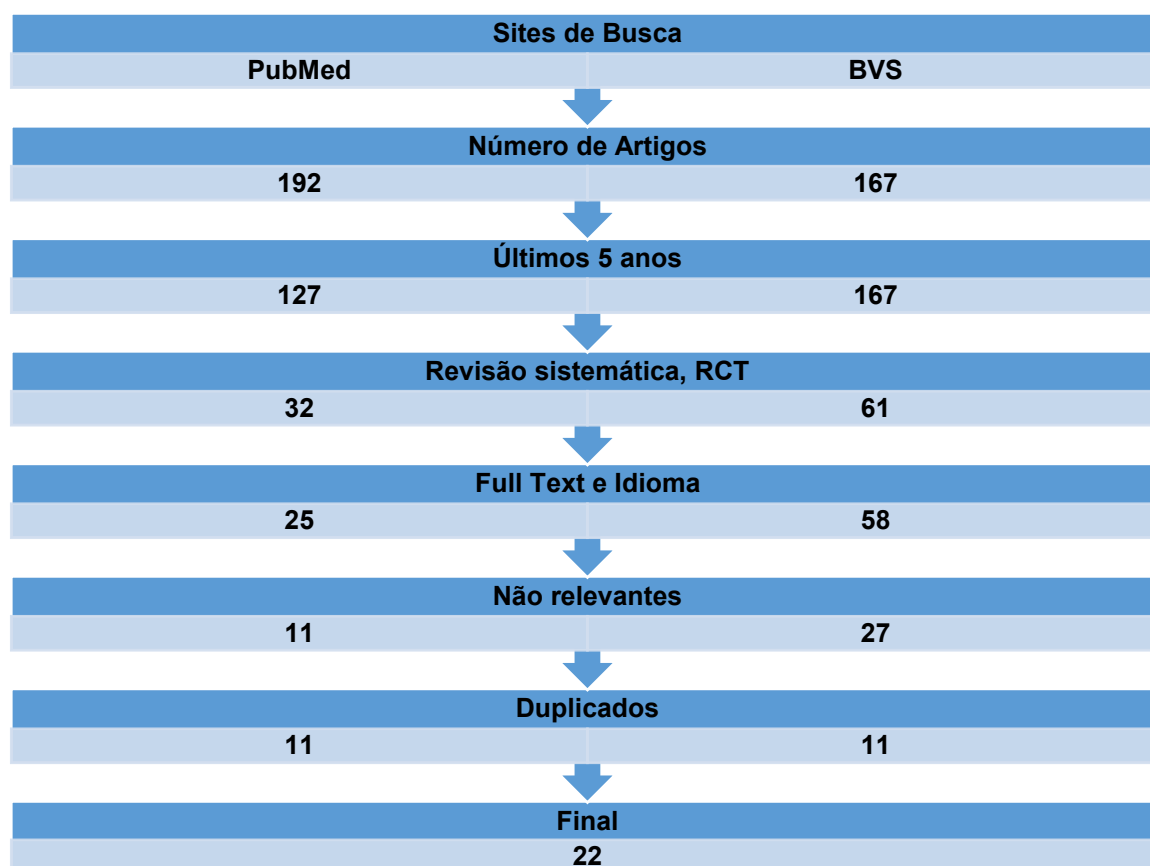 Sites de Busca
PubMed BVS
Número de Artigos
192 167
Últimos 5 anos
127 167
Revisão sistemática, RCT
32 61
Full Text e Idioma
25 58
Não relevantes
11 27
Duplicados
11 11
Final
22